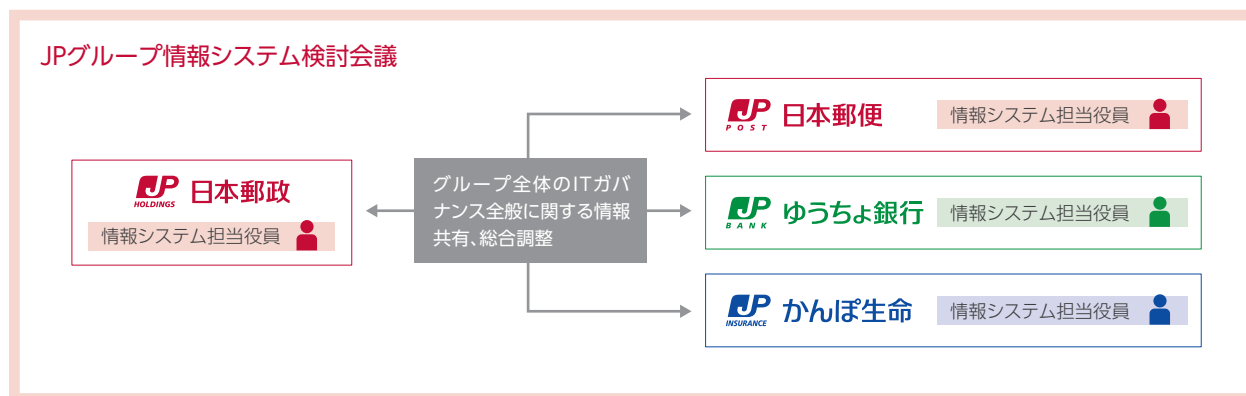 JPグループ情報システム検討会議
JP
HOLDINGS
日本郵政
情報システム担当役員
グループ全体のITガバ
ナンス全般に関する情報
共有、総合調整
JP
POST
日本郵便
情報システム担当役員
JP
BANK
ゆうちょ銀行
情報システム担当役員
JP
INSURANCE
かんぽ生命
情報システム担当役員